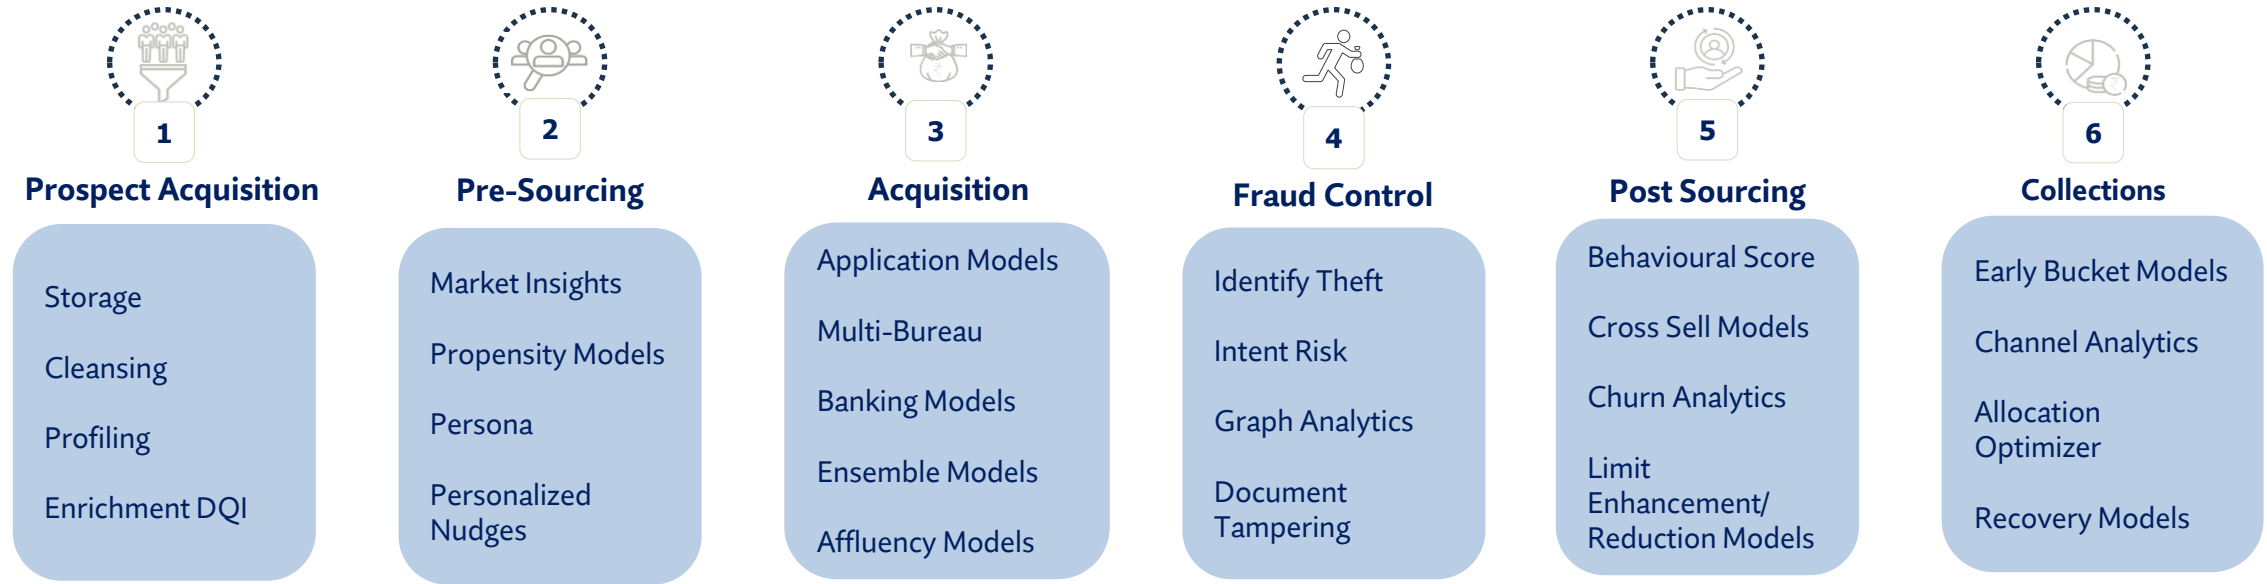 1
Prospect Acquisition
Storage
Cleansing
Profiling
Enrichment DQI
2
Pre-Sourcing
Market Insights
Propensity Models
Persona
Personalized
Nudges
3
Acquisition
Application Models
Multi-Bureau
Banking Models
Ensemble Models
Affluency Models
4
Fraud Control
Identify Theft
Intent Risk
Graph Analytics
Document
Tampering
5
Post Sourcing
Behavioural Score
Cross Sell Models
Churn Analytics
Limit
Enhancement/
Reduction Models
6
Collections
Early Bucket Models
Channel Analytics
Allocation
Optimizer
Recovery Models